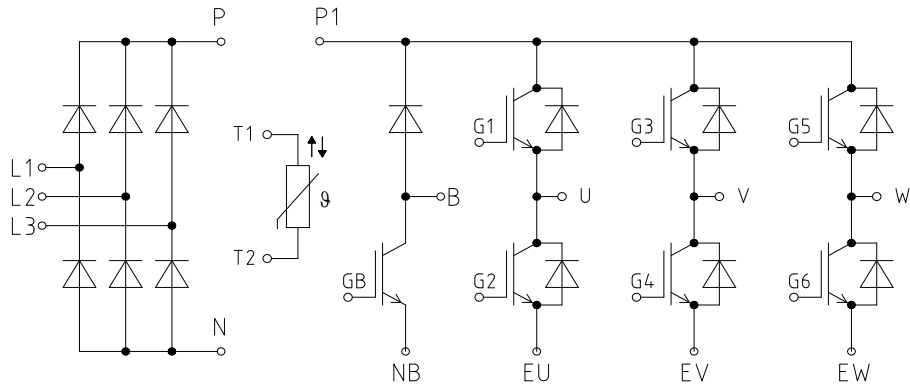 P P1
T1 G1 G3 G5
L1
L2 ϑ B U V W
L3
T2 GB G2 G4 G6
N
NB EU EV EW